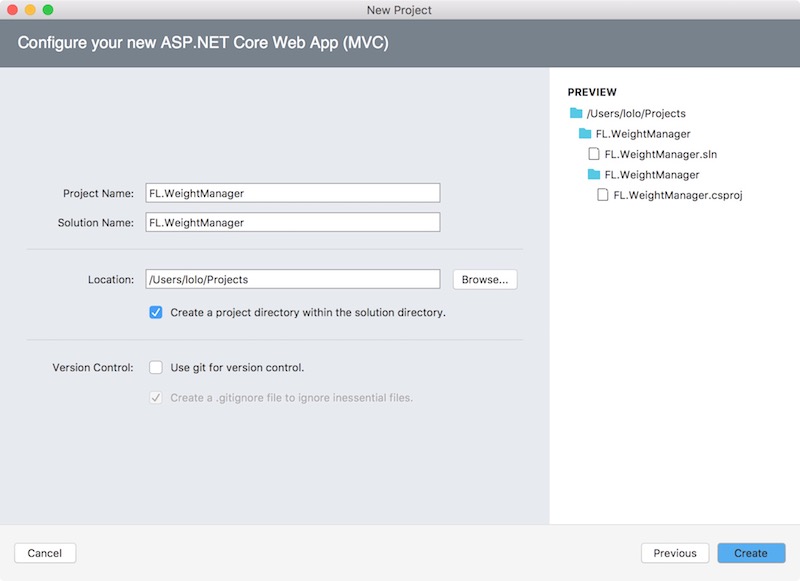 New Project
Configure your new ASP.NET Core Web App (MVC)
PREVIEW
/Users/lolo/Projects
FL.WeightManager
FL.WeightManager.sln
FL.WeightManager
FL.WeightManager.csproj
Project Name: FL.WeightManager
Solution Name: FL.WeightManager
Location: /Users/lolo/Projects Browse...
Create a project directory within the solution directory.
Version Control: Use git for version control.
Create a .gitignore file to ignore inessential files.
Cancel Previous Create